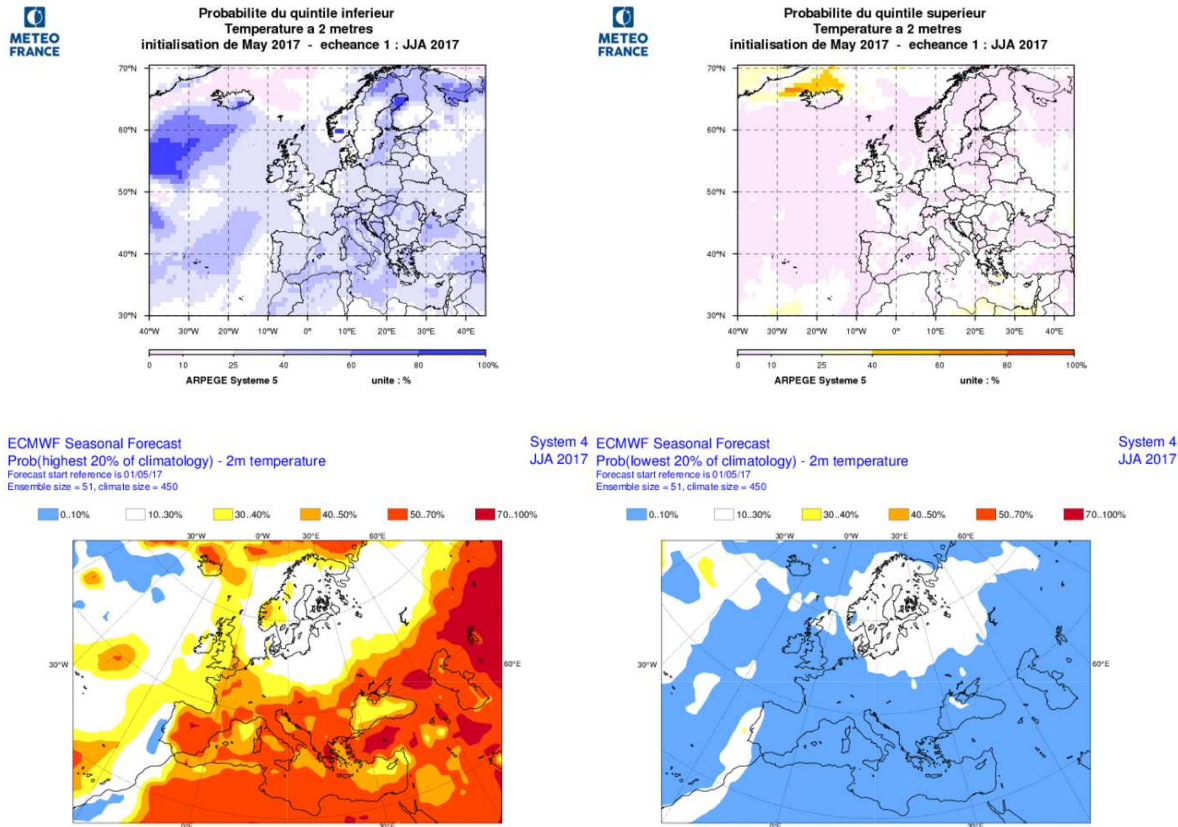 METEO
FRANCE
Probabilite du quintile inferieur
Temperature a 2 metres
initialisation de May 2017 - echeance 1 : JJA 2017
70°N
60°N
50°N
40°N
30°N
40°W 30°W 20°W 10°W 0° 10°E 20°E 30°E 40°E
0 10 25 40 60 80 100%
ARPEGE Systeme 5 unite : %
METEO
FRANCE
Probabilite du quintile superieur
Temperature a 2 metres
initialisation de May 2017 - echeance 1 : JJA 2017
70°N
60°N
50°N
40°N
30°N
40°W 30°W 20°W 10°W 0° 10°E 20°E 30°E 40°E
0 10 25 40 60 80 100%
ARPEGE Systeme 5 unite : %
ECMWF Seasonal Forecast System 4
Prob(highest 20% of climatology) - 2m temperature JJA 2017
Forecast start reference is 01/05/17
Ensemble size = 51, climate size = 450
0..10% 10..30% 30..40% 40..50% 50..70% 70..100%
30°W 0°W 30°E 60°E
30°W 60°E
ECMWF Seasonal Forecast System 4
Prob(lowest 20% of climatology) - 2m temperature JJA 2017
Forecast start reference is 01/05/17
Ensemble size = 51, climate size = 450
0..10% 10..30% 30..40% 40..50% 50..70% 70..100%
30°W 0°W 30°E 60°E
30°W 60°E